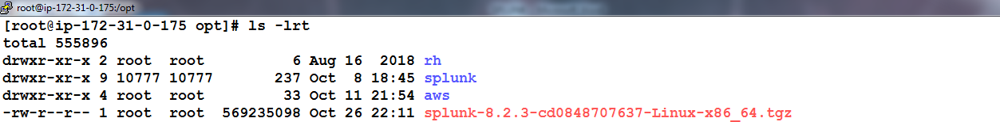 root@ip-172-31-0-175:/opt
[root@ip-172-31-0-175 opt]# ls -lrt
total 555896
drwxr-xr-x 2 root  root          6 Aug 16  2018 rh
drwxr-xr-x 9 10777 10777       237 Oct  8 18:45 splunk
drwxr-xr-x 4 root  root         33 Oct 11 21:54 aws
-rw-r--r-- 1 root  root  569235098 Oct 26 22:11 splunk-8.2.3-cd0848707637-Linux-x86_64.tgz